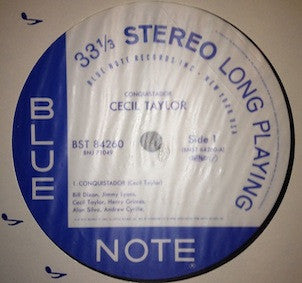 33⅓ STEREO LONG PLAYING
BLUE NOTE RECORDS INC • NEW YORK USA
CONQUISTADOR
CECIL TAYLOR
BST 84260
Side 1
1. CONQUISTADOR (Cecil Taylor)
Bill Dixon, Jimmy Lyons,
Cecil Taylor, Henry Grimes,
Alan Silva, Andrew Cyrille
BLUE
NOTE